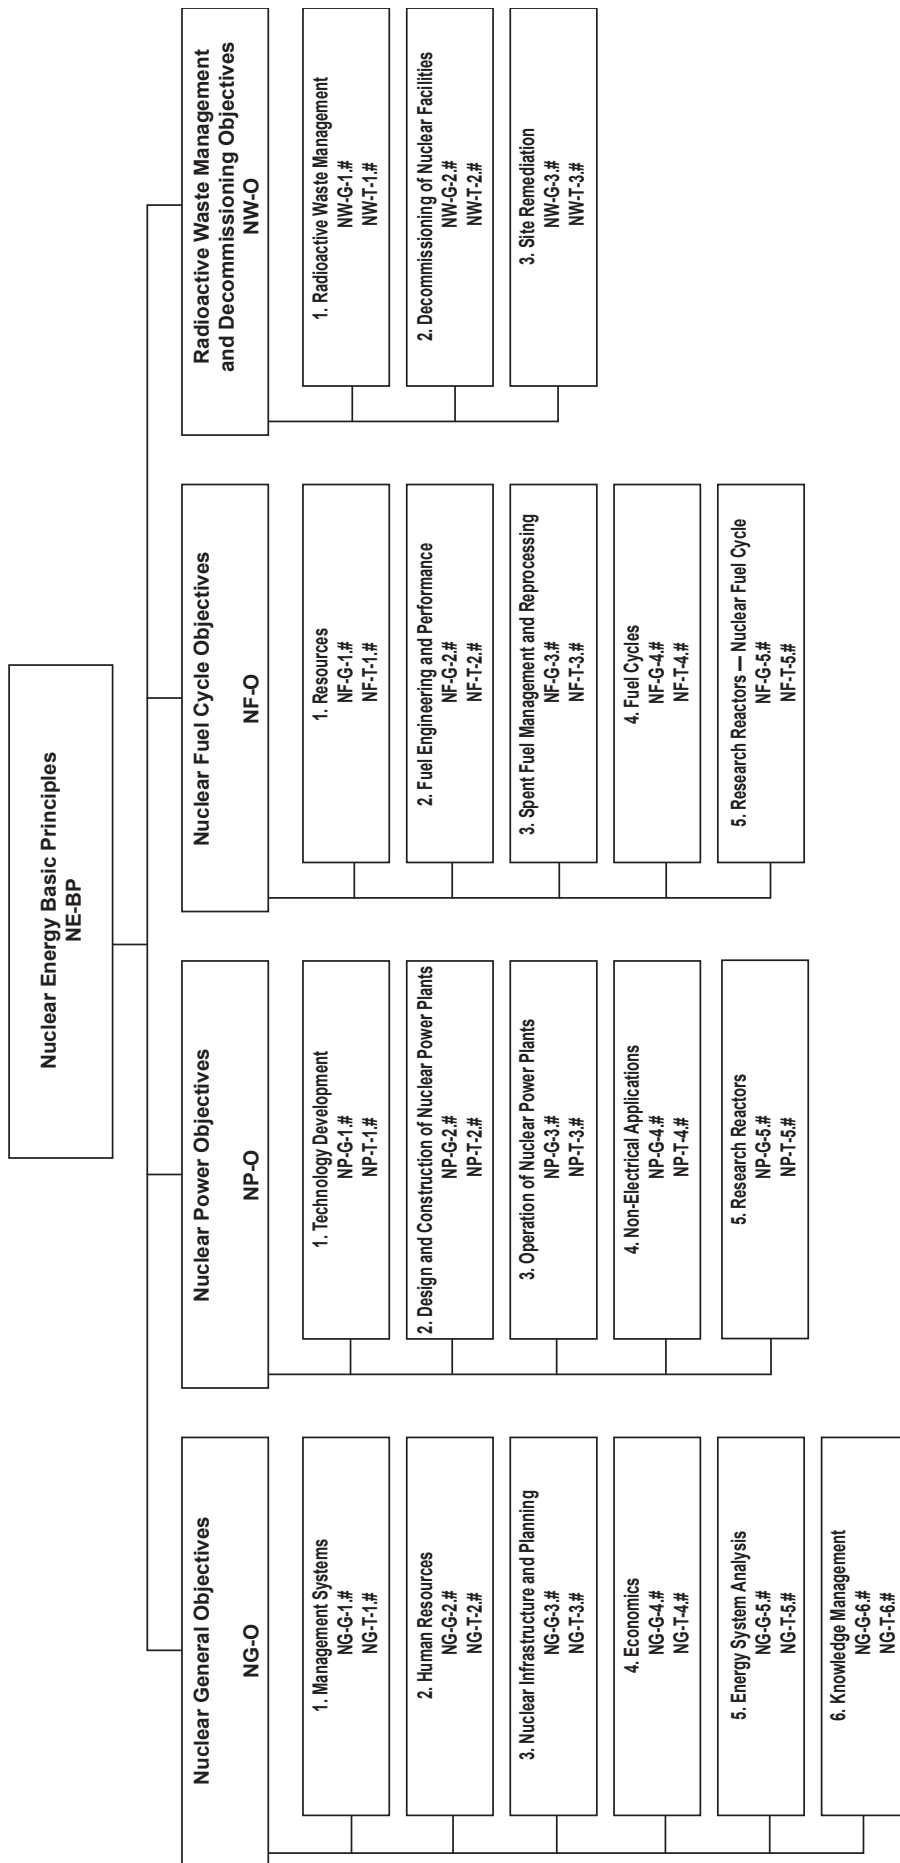 Nuclear Energy Basic Principles
NE-BP
Nuclear General Objectives
NG-O
1. Management Systems
NG-G-1.#
NG-T-1.#
2. Human Resources
NG-G-2.#
NG-T-2.#
3. Nuclear Infrastructure and Planning
NG-G-3.#
NG-T-3.#
4. Economics
NG-G-4.#
NG-T-4.#
5. Energy System Analysis
NG-G-5.#
NG-T-5.#
6. Knowledge Management
NG-G-6.#
NG-T-6.#
Nuclear Power Objectives
NP-O
1. Technology Development
NP-G-1.#
NP-T-1.#
2. Design and Construction of Nuclear Power Plants
NP-G-2.#
NP-T-2.#
3. Operation of Nuclear Power Plants
NP-G-3.#
NP-T-3.#
4. Non-Electrical Applications
NP-G-4.#
NP-T-4.#
5. Research Reactors
NP-G-5.#
NP-T-5.#
Nuclear Fuel Cycle Objectives
NF-O
1. Resources
NF-G-1.#
NF-T-1.#
2. Fuel Engineering and Performance
NF-G-2.#
NF-T-2.#
3. Spent Fuel Management and Reprocessing
NF-G-3.#
NF-T-3.#
4. Fuel Cycles
NF-G-4.#
NF-T-4.#
5. Research Reactors — Nuclear Fuel Cycle
NF-G-5.#
NF-T-5.#
Radioactive Waste Management
and Decommissioning Objectives
NW-O
1. Radioactive Waste Management
NW-G-1.#
NW-T-1.#
2. Decommissioning of Nuclear Facilities
NW-G-2.#
NW-T-2.#
3. Site Remediation
NW-G-3.#
NW-T-3.#